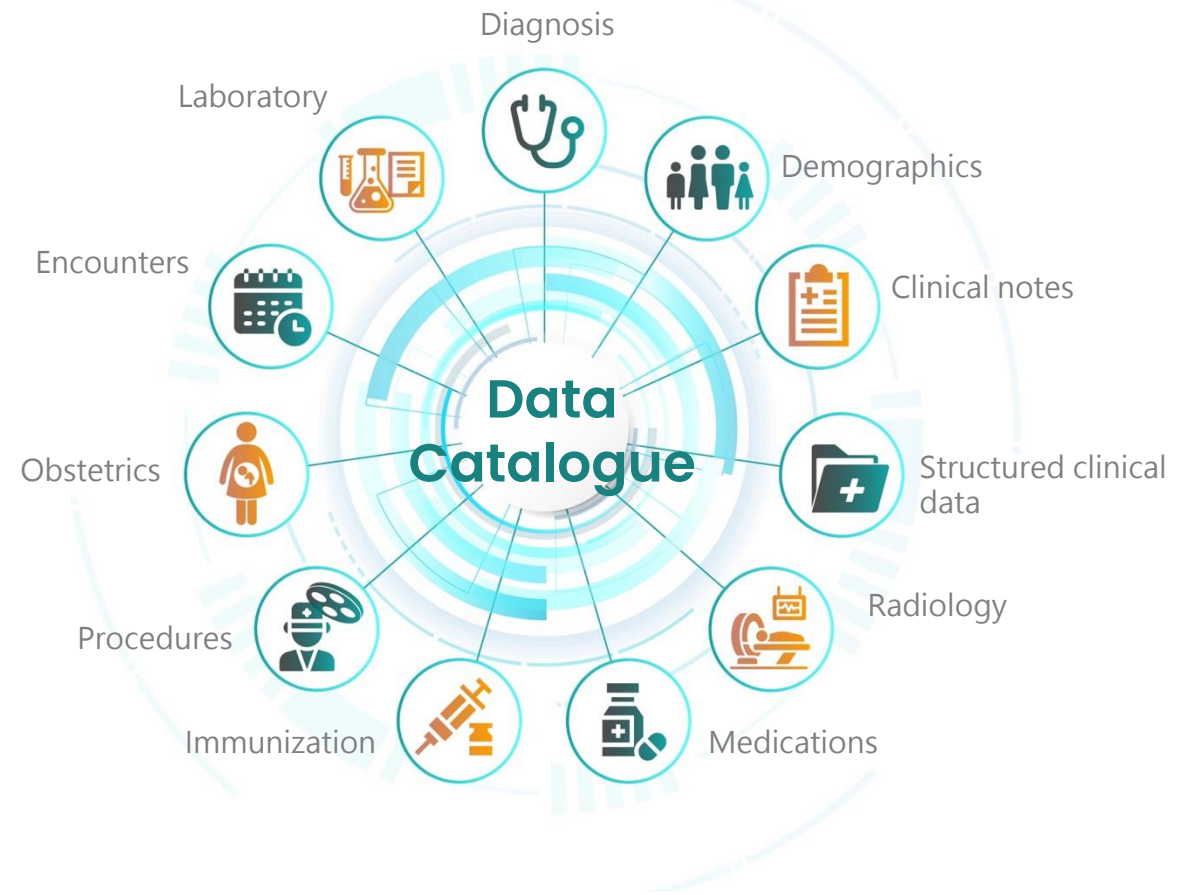 Diagnosis
Laboratory
Demographics
Encounters
Clinical notes
Data
Catalogue
Obstetrics
Structured clinical
data
Radiology
Procedures
Immunization
Medications